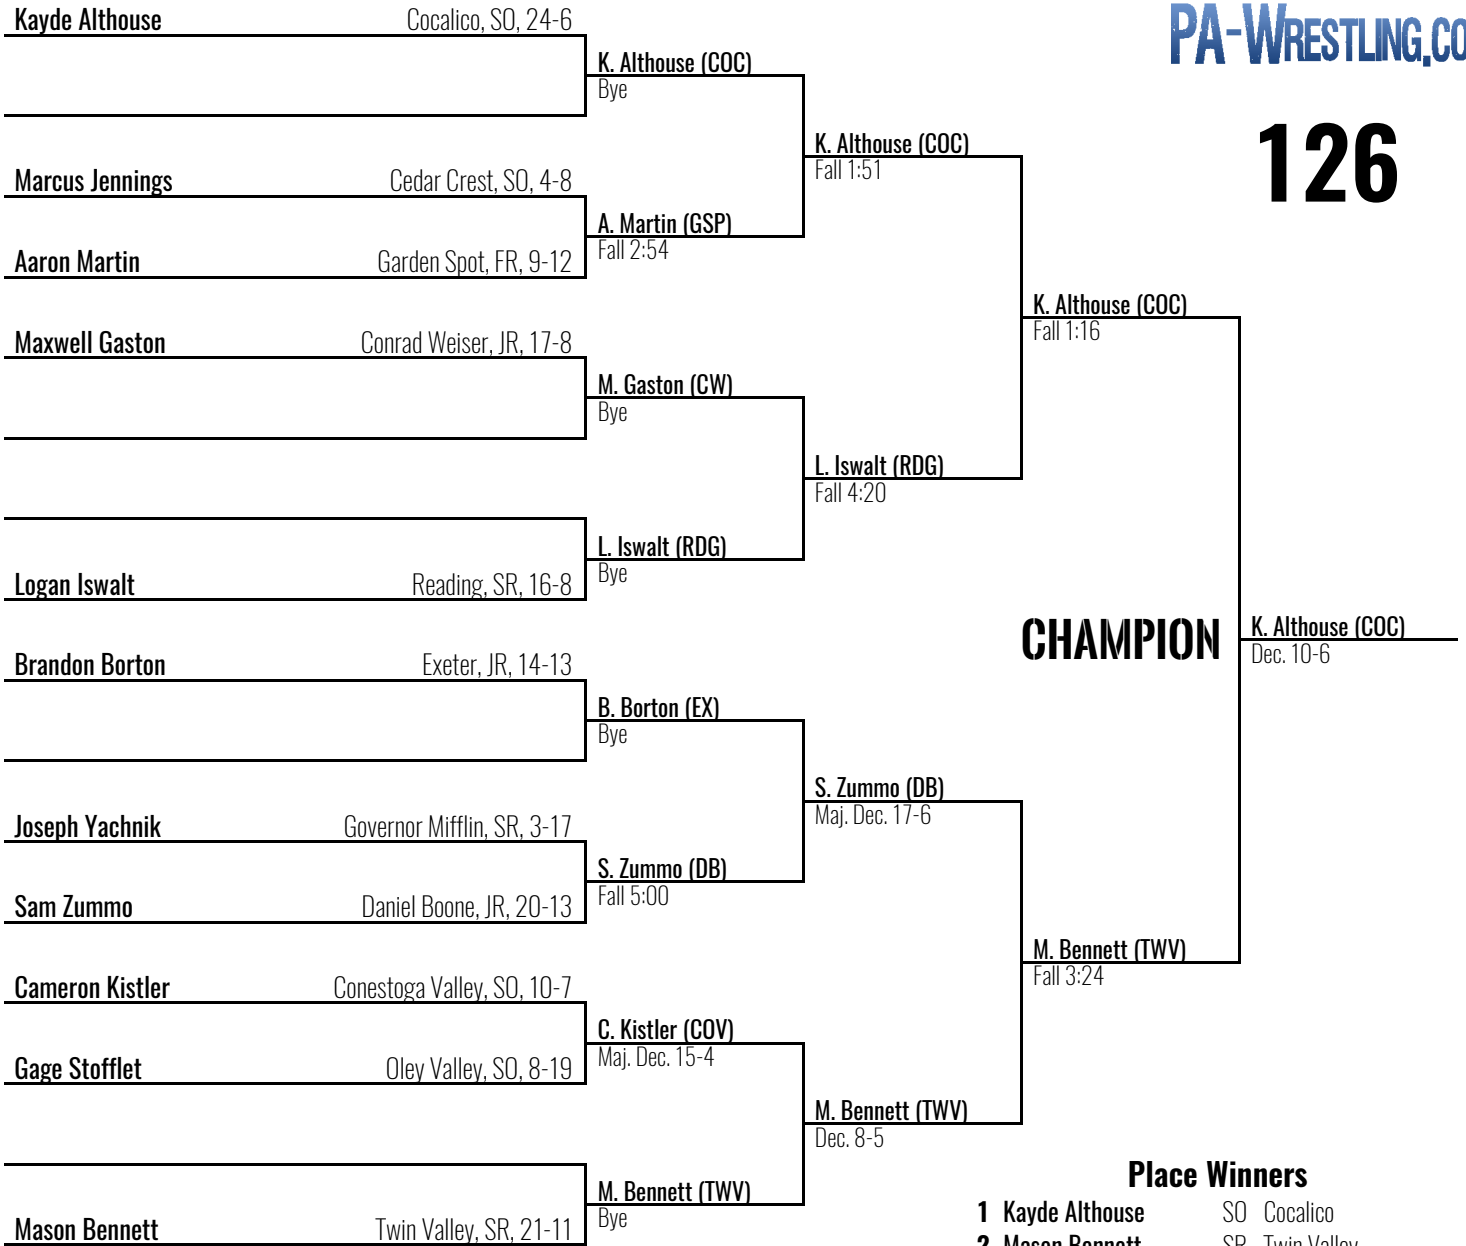 Kayde Althouse Cocalico, SO, 24-6
PA-WRESTLING.CO
K. Althouse (COC)
Bye
126
K. Althouse (COC)
Fall 1:51
Marcus Jennings Cedar Crest, SO, 4-8
A. Martin (GSP)
Fall 2:54
Aaron Martin Garden Spot, FR, 9-12
K. Althouse (COC)
Fall 1:16
Maxwell Gaston Conrad Weiser, JR, 17-8
M. Gaston (CW)
Bye
L. Iswalt (RDG)
Fall 4:20
L. Iswalt (RDG)
Bye
Logan Iswalt Reading, SR, 16-8
CHAMPION
K. Althouse (COC)
Dec. 10-6
Brandon Borton Exeter, JR, 14-13
B. Borton (EX)
Bye
S. Zummo (DB)
Maj. Dec. 17-6
Joseph Yachnik Governor Mifflin, SR, 3-17
S. Zummo (DB)
Fall 5:00
Sam Zummo Daniel Boone, JR, 20-13
M. Bennett (TWV)
Fall 3:24
Cameron Kistler Conestoga Valley, SO, 10-7
C. Kistler (COV)
Maj. Dec. 15-4
Gage Stofflet Oley Valley, SO, 8-19
M. Bennett (TWV)
Dec. 8-5
M. Bennett (TWV)
Bye
Mason Bennett Twin Valley, SR, 21-11
Place Winners
1 Kayde Althouse SO Cocalico
2 Mason Bennett SR Twin Valley